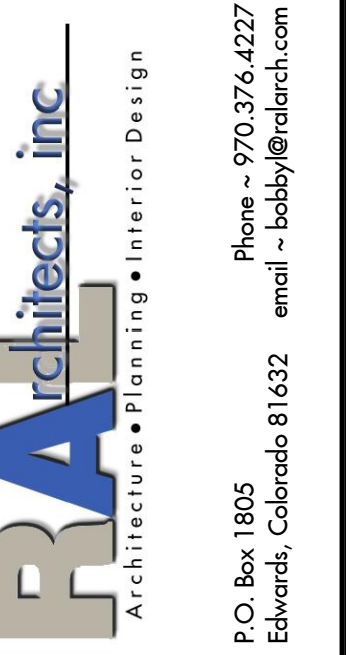 RAL
rchitects, inc
Architecture • Planning • Interior Design
P.O. Box 1805 Phone ~ 970.376.4227
Edwards, Colorado 81632 email ~ bobbyl@ralarch.com